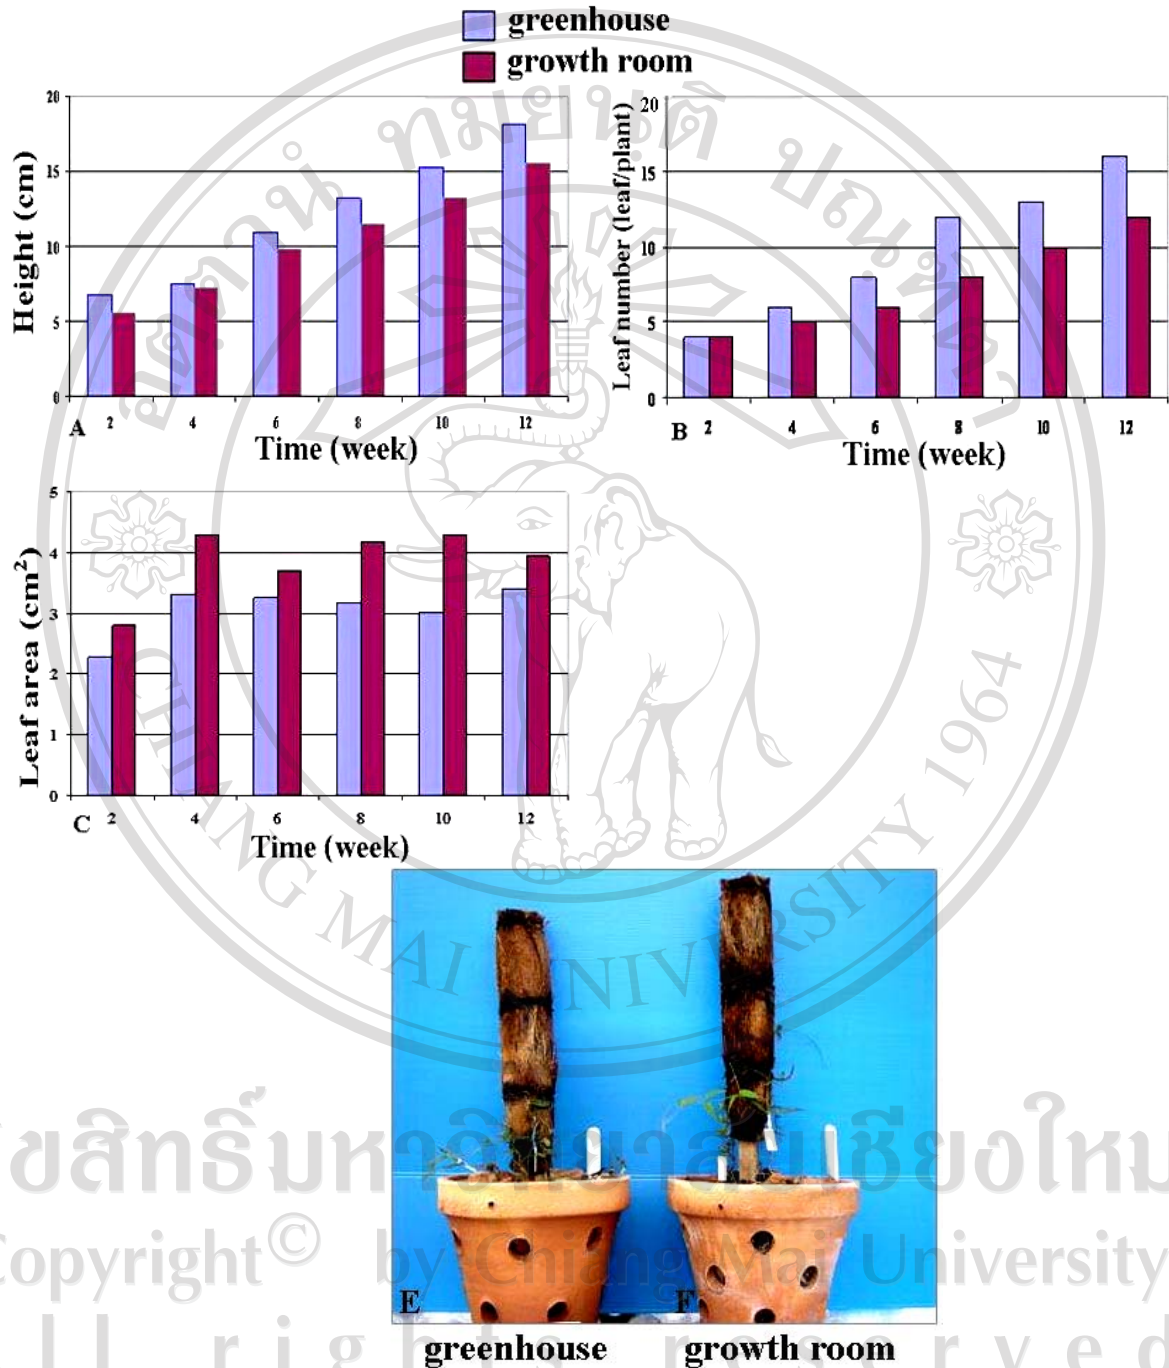 greenhouse
growth room
Height (cm)
20
15
10
5
0
A
2 4 6 8 10 12
Time (week)
Leaf number (leaf/plant)
20
15
10
5
0
B
2 4 6 8 10 12
Time (week)
Leaf area (cm²)
5
4
3
2
1
0
C
2 4 6 8 10 12
Time (week)
CHIANG MAI UNIVERSITY 1964
E F
greenhouse growth room
Copyright© by Chiang Mai University
All rights reserved